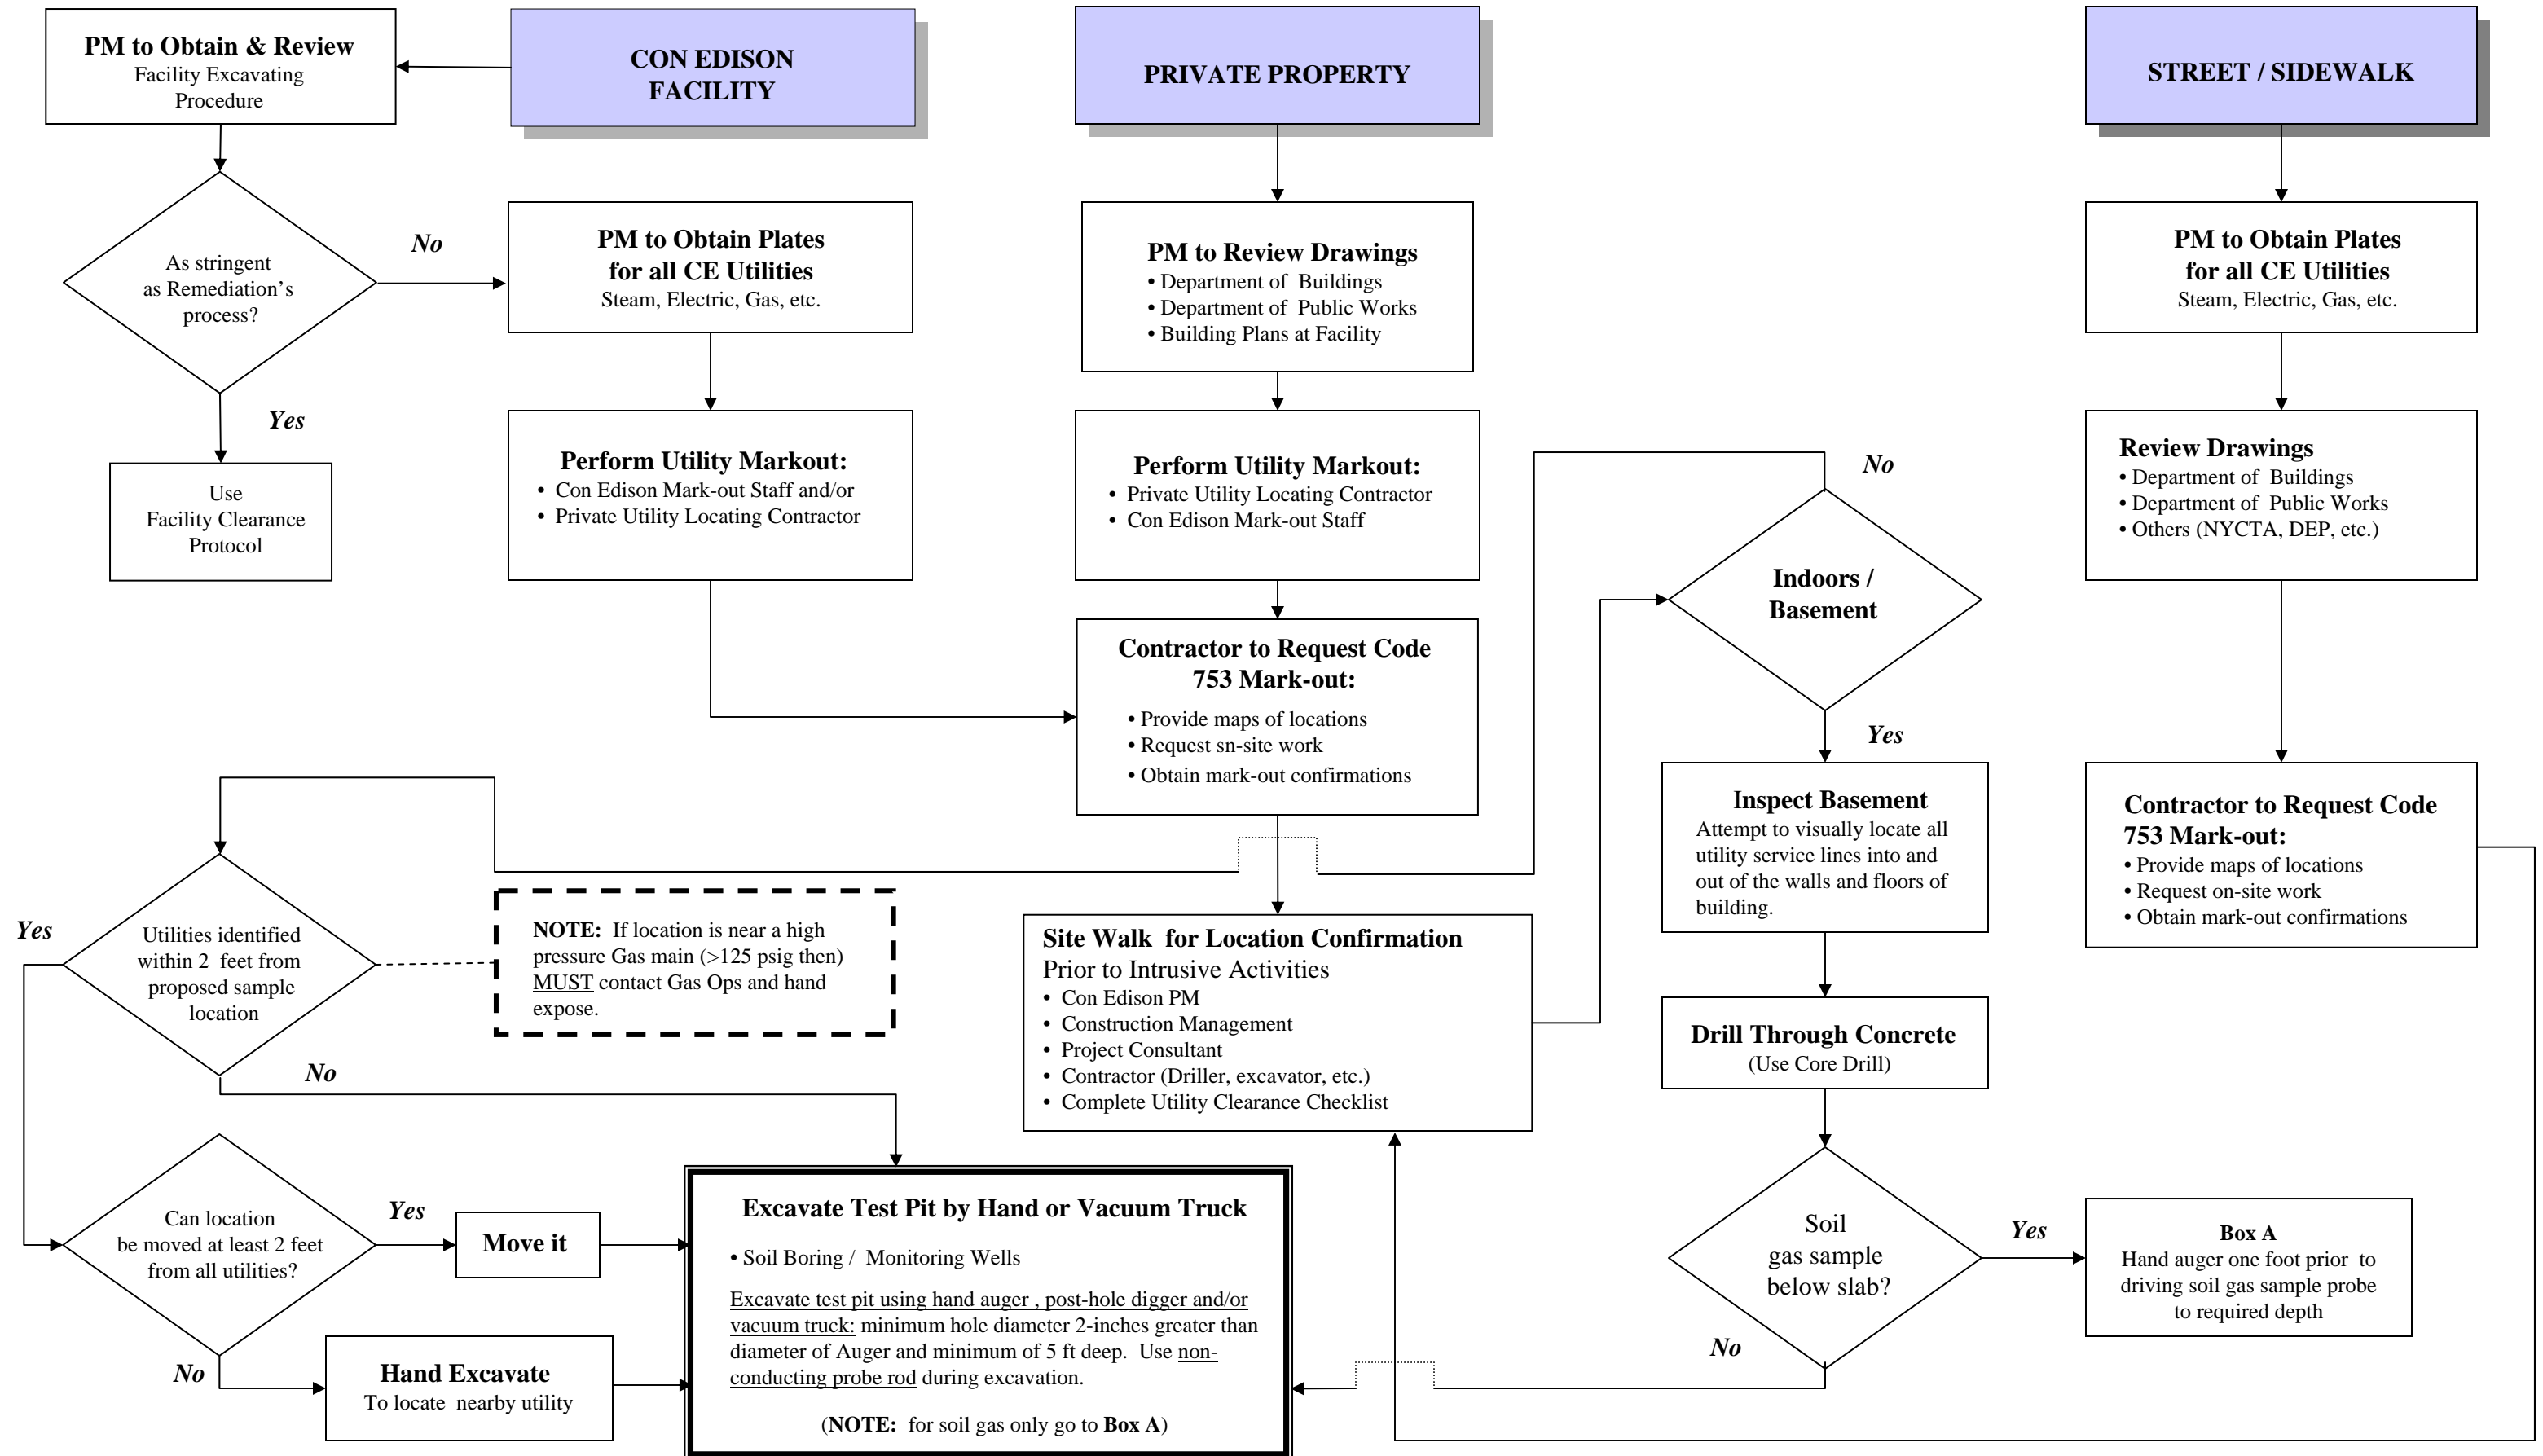 PM to Obtain & Review
Facility Excavating
Procedure
CON EDISON
FACILITY
PRIVATE PROPERTY
STREET / SIDEWALK
As stringent
as Remediation’s
process?
No
Yes
Use
Facility Clearance
Protocol
PM to Obtain Plates
for all CE Utilities
Steam, Electric, Gas, etc.
Perform Utility Markout:
• Con Edison Mark-out Staff and/or
• Private Utility Locating Contractor
PM to Review Drawings
• Department of Buildings
• Department of Public Works
• Building Plans at Facility
Perform Utility Markout:
• Private Utility Locating Contractor
• Con Edison Mark-out Staff
Contractor to Request Code
753 Mark-out:
• Provide maps of locations
• Request sn-site work
• Obtain mark-out confirmations
PM to Obtain Plates
for all CE Utilities
Steam, Electric, Gas, etc.
Review Drawings
• Department of Buildings
• Department of Public Works
• Others (NYCTA, DEP, etc.)
Contractor to Request Code
753 Mark-out:
• Provide maps of locations
• Request on-site work
• Obtain mark-out confirmations
Site Walk for Location Confirmation
Prior to Intrusive Activities
• Con Edison PM
• Construction Management
• Project Consultant
• Contractor (Driller, excavator, etc.)
• Complete Utility Clearance Checklist
No
Indoors /
Basement
Yes
Inspect Basement
Attempt to visually locate all
utility service lines into and
out of the walls and floors of
building.
Drill Through Concrete
(Use Core Drill)
Soil
gas sample
below slab?
Yes
No
Box A
Hand auger one foot prior to
driving soil gas sample probe
to required depth
Yes
Utilities identified
within 2 feet from
proposed sample
location
No
NOTE: If location is near a high
pressure Gas main (>125 psig then)
MUST contact Gas Ops and hand
expose.
Can location
be moved at least 2 feet
from all utilities?
Yes
Move it
No
Hand Excavate
To locate nearby utility
Excavate Test Pit by Hand or Vacuum Truck
• Soil Boring / Monitoring Wells
Excavate test pit using hand auger , post-hole digger and/or
vacuum truck: minimum hole diameter 2-inches greater than
diameter of Auger and minimum of 5 ft deep. Use non-
conducting probe rod during excavation.
(NOTE: for soil gas only go to Box A)